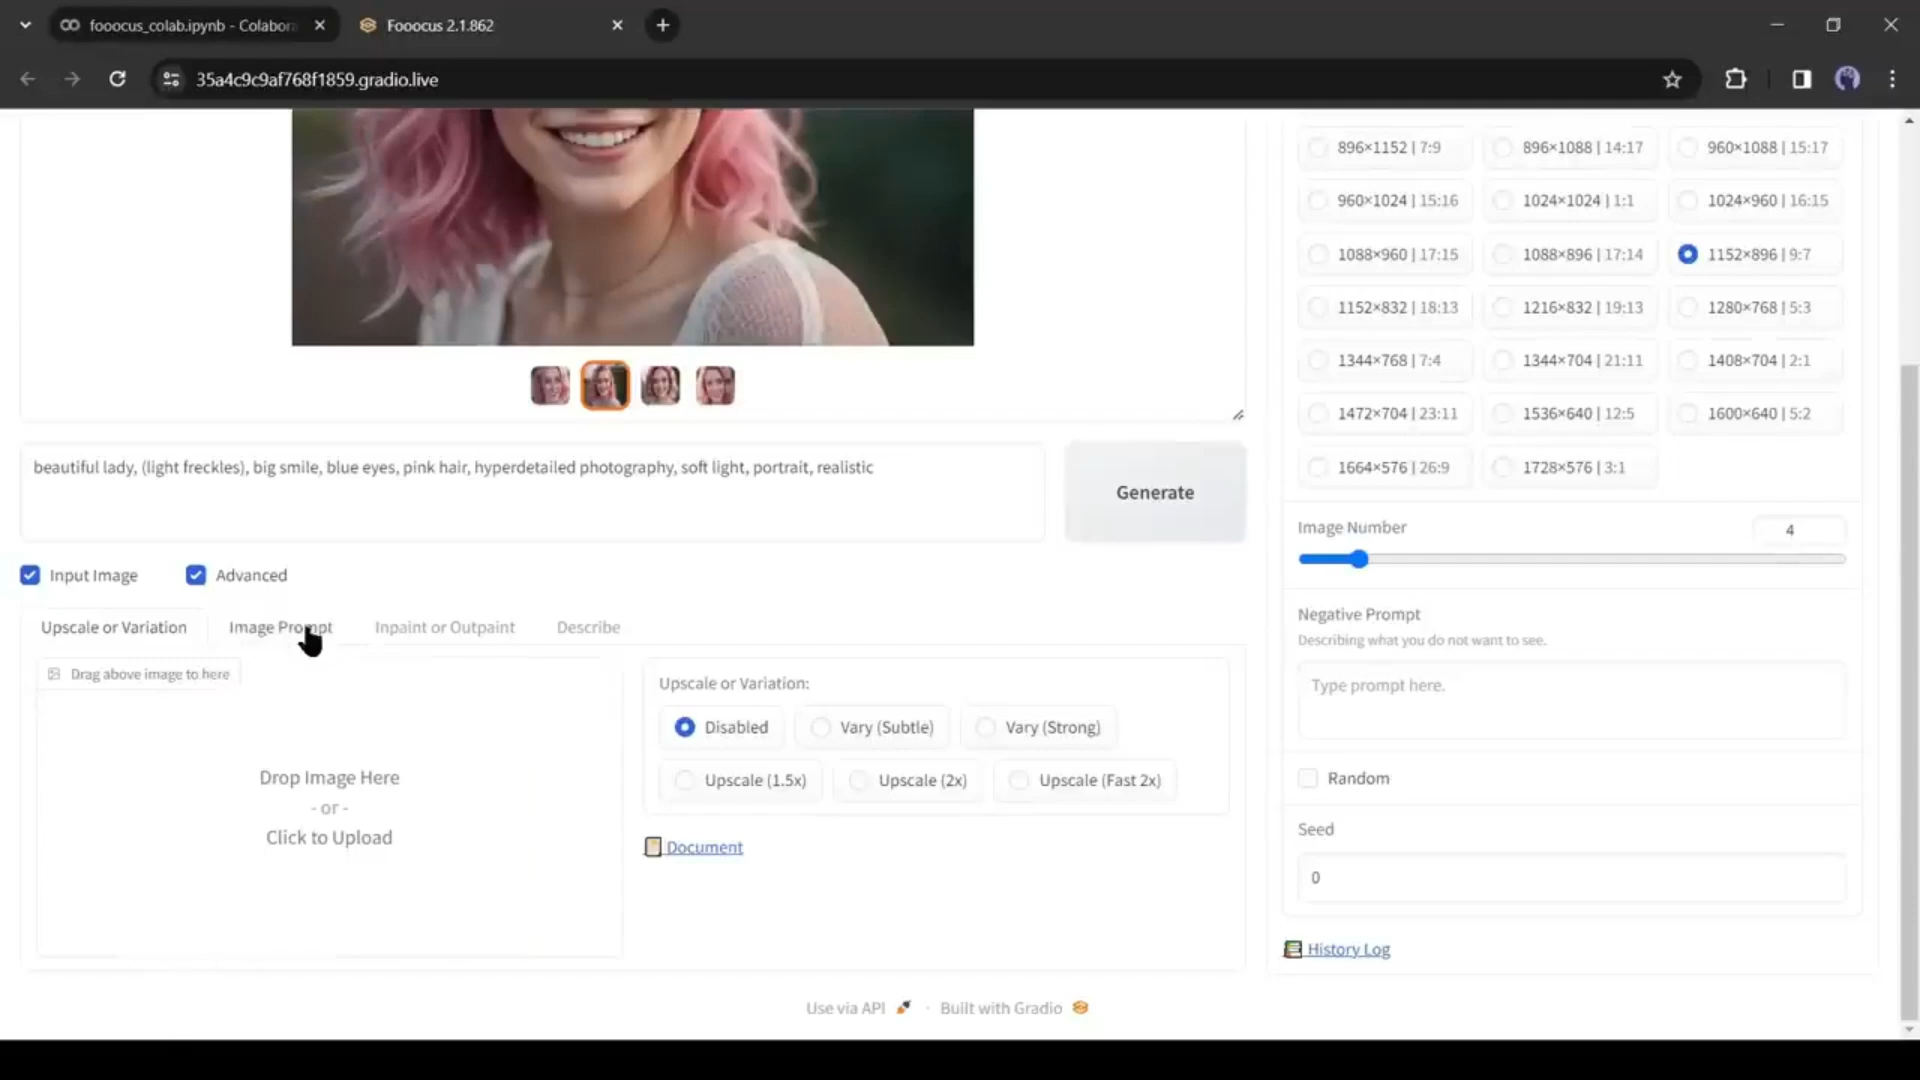 fooocus_colab.ipynb - Colabora
Fooocus 2.1.862
35a4c9c9af768f1859.gradio.live
896×1152 | 7:9
896×1088 | 14:17
960×1088 | 15:17
960×1024 | 15:16
1024×1024 | 1:1
1024×960 | 16:15
1088×960 | 17:15
1088×896 | 17:14
1152×896 | 9:7
1152×832 | 18:13
1216×832 | 19:13
1280×768 | 5:3
1344×768 | 7:4
1344×704 | 21:11
1408×704 | 2:1
1472×704 | 23:11
1536×640 | 12:5
1600×640 | 5:2
1664×576 | 26:9
1728×576 | 3:1
beautiful lady, (light freckles), big smile, blue eyes, pink hair, hyperdetailed photography, soft light, portrait, realistic
Generate
Image Number
4
Input Image
Advanced
Upscale or Variation
Image Prompt
Inpaint or Outpaint
Describe
Negative Prompt
Describing what you do not want to see.
Type prompt here.
Drag above image to here
Drop Image Here
- or -
Click to Upload
Upscale or Variation:
Disabled
Vary (Subtle)
Vary (Strong)
Upscale (1.5x)
Upscale (2x)
Upscale (Fast 2x)
Document
Random
Seed
0
History Log
Use via API
·
Built with Gradio